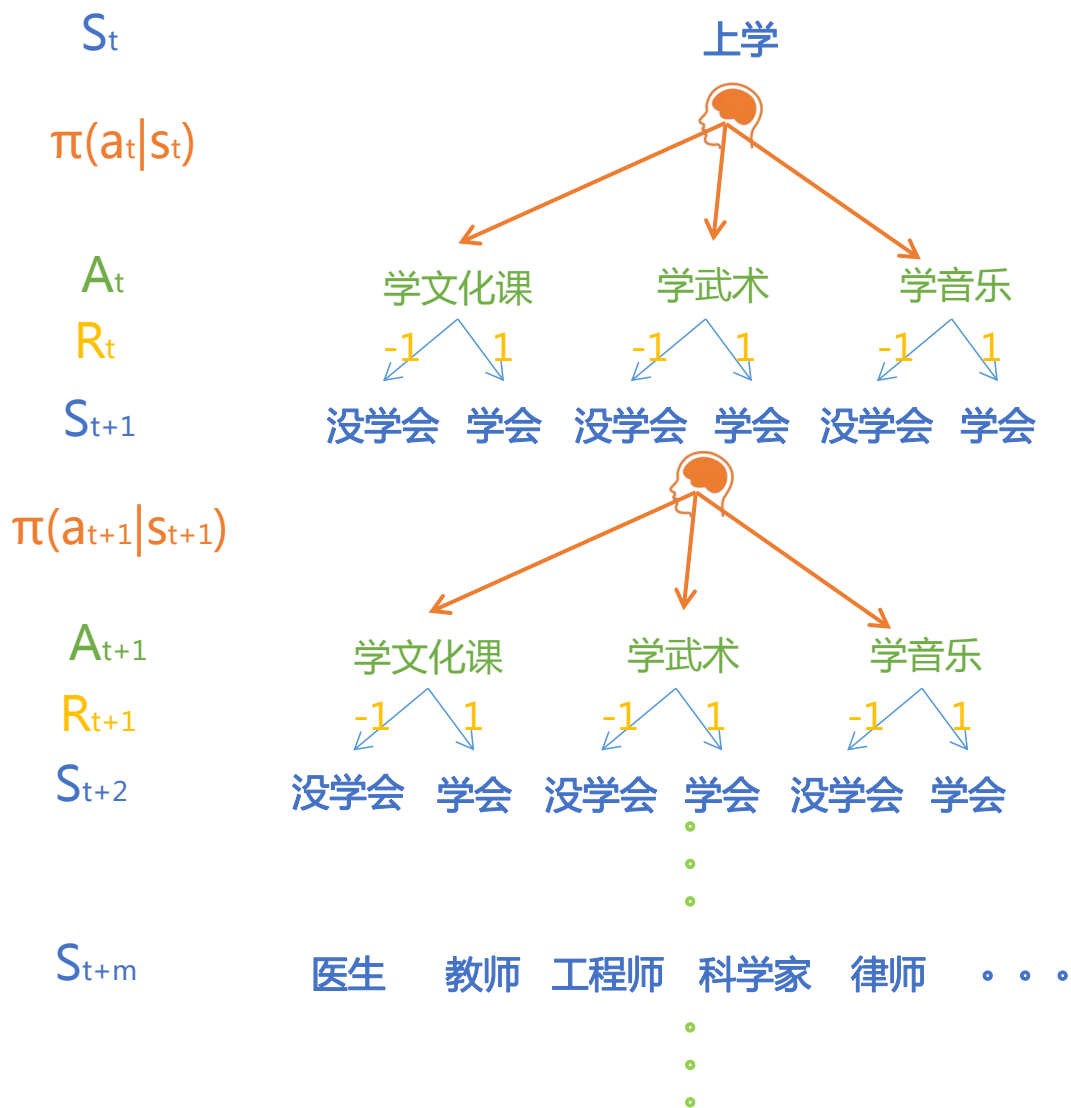 St 上学
π(at|st)
At 学文化课 学武术 学音乐
Rt -1 1 -1 1 -1 1
St+1 没学会 学会 没学会 学会 没学会 学会
π(at+1|st+1)
At+1 学文化课 学武术 学音乐
Rt+1 -1 1 -1 1 -1 1
St+2 没学会 学会 没学会 学会 没学会 学会
St+m 医生 教师 工程师 科学家 律师 。。。